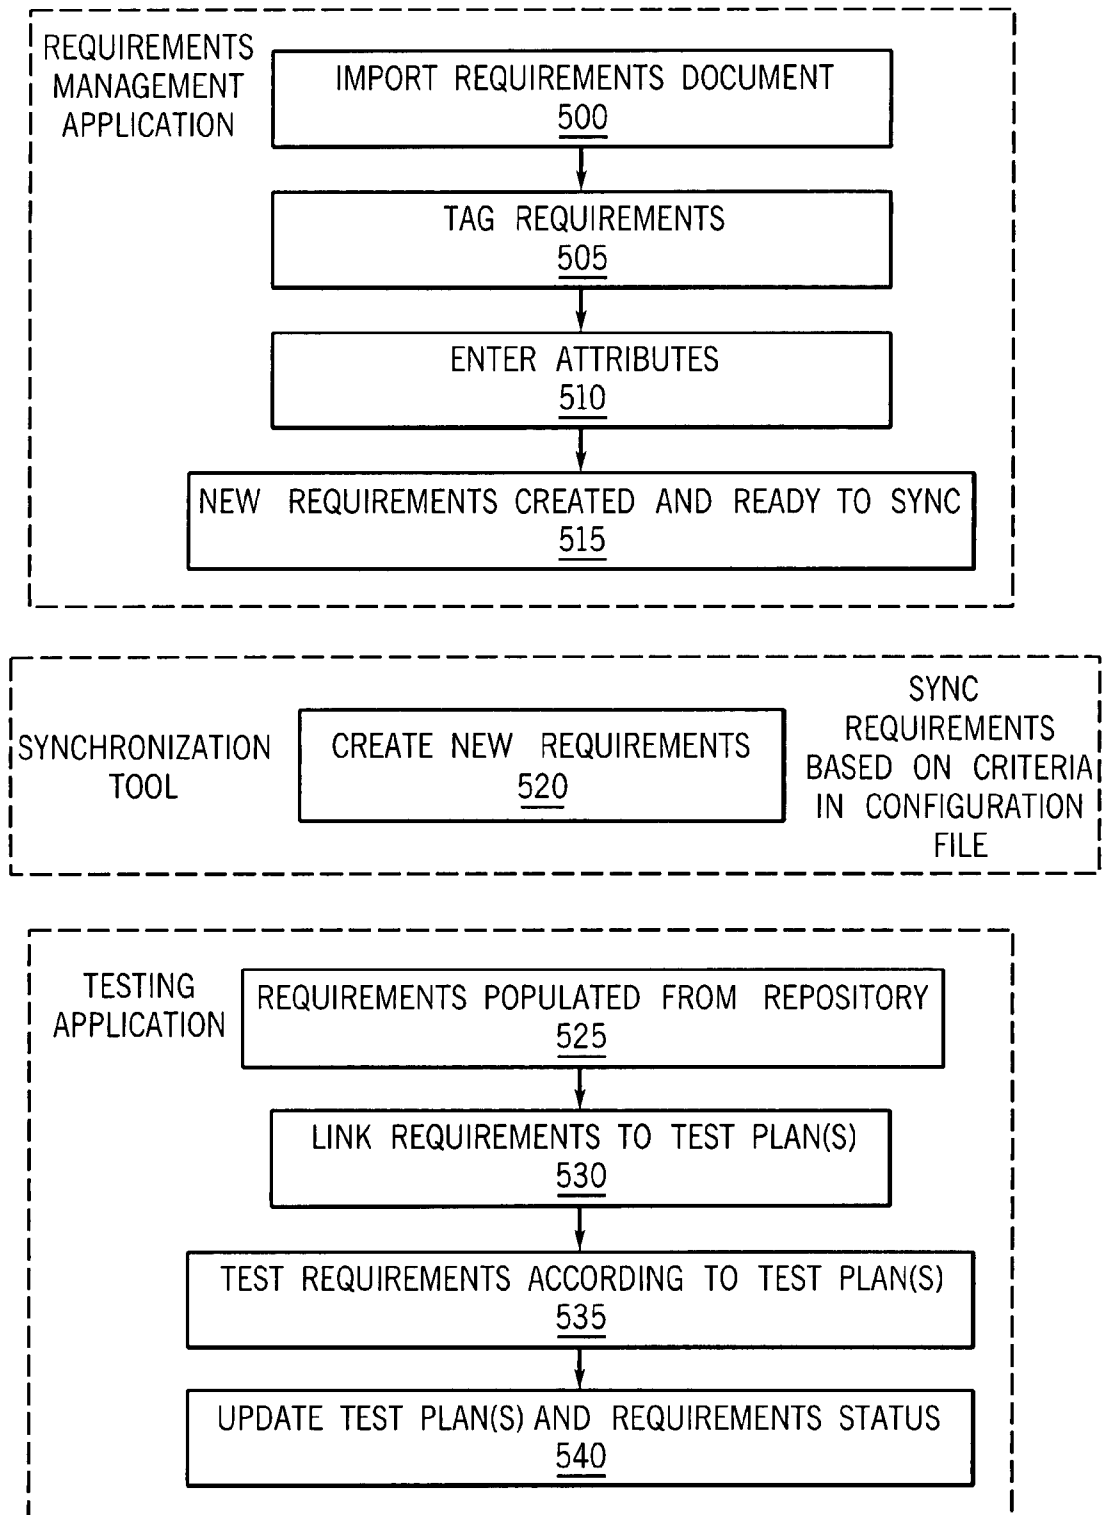 REQUIREMENTS
MANAGEMENT
APPLICATION
IMPORT REQUIREMENTS DOCUMENT
500
TAG REQUIREMENTS
505
ENTER ATTRIBUTES
510
NEW REQUIREMENTS CREATED AND READY TO SYNC
515
SYNCHRONIZATION
TOOL
CREATE NEW REQUIREMENTS
520
SYNC
REQUIREMENTS
BASED ON CRITERIA
IN CONFIGURATION
FILE
TESTING
APPLICATION
REQUIREMENTS POPULATED FROM REPOSITORY
525
LINK REQUIREMENTS TO TEST PLAN(S)
530
TEST REQUIREMENTS ACCORDING TO TEST PLAN(S)
535
UPDATE TEST PLAN(S) AND REQUIREMENTS STATUS
540